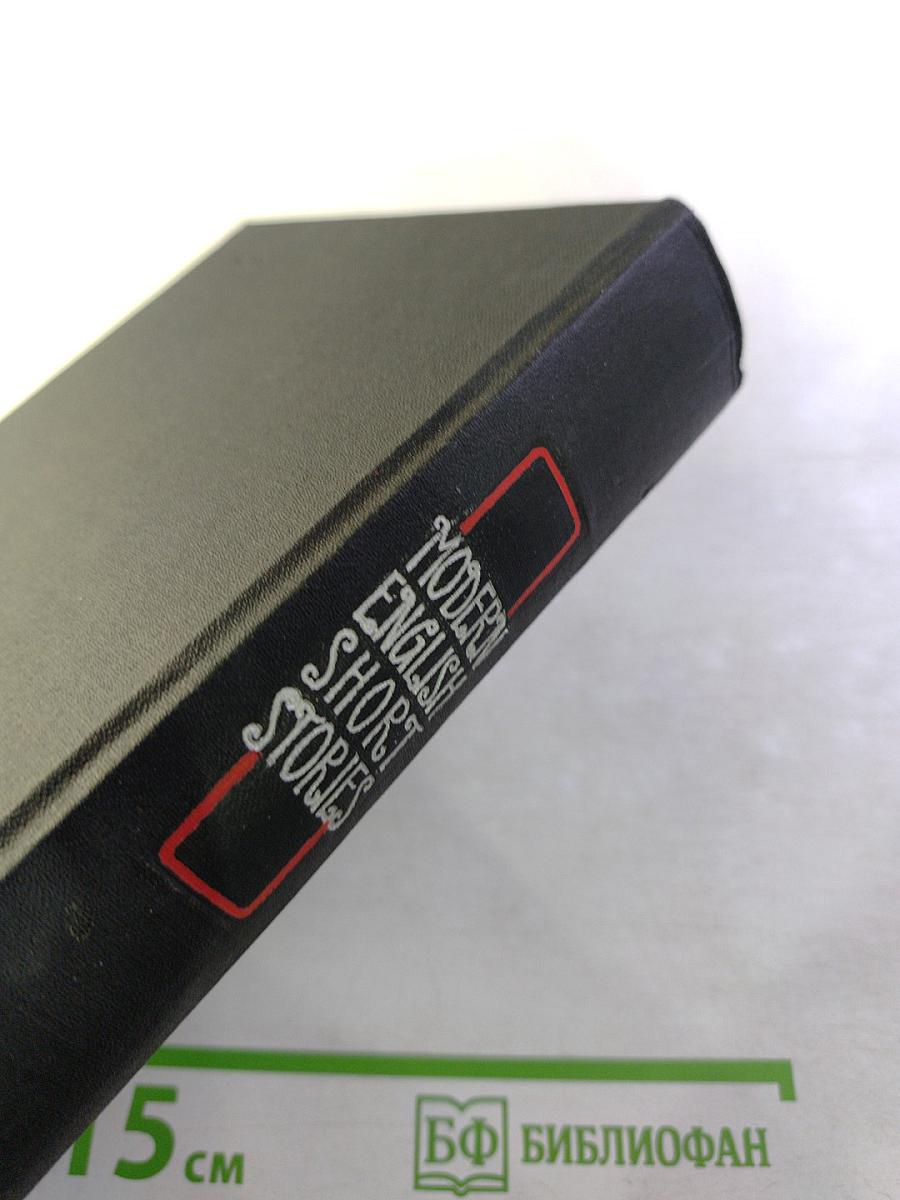 MODERN
ENGLISH
SHORT
STORIES
15 см
БФ БИБЛИОФАН